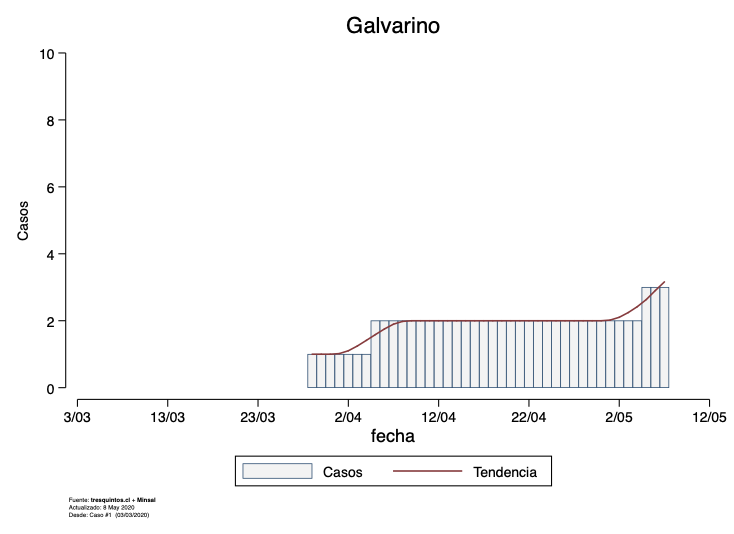 Galvarino
10
8
6
4
2
0
Casos
3/03 13/03 23/03 2/04 12/04 22/04 2/05 12/05
fecha
Casos Tendencia
Fuente: tresquintos.cl + Minsal
Actualizado: 8 May 2020
Desde: Caso #1 (03/03/2020)